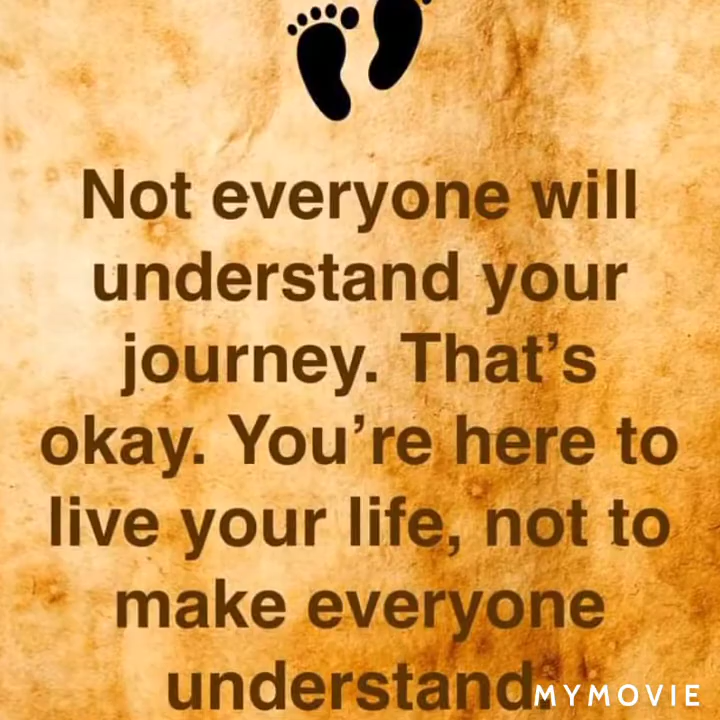 Not everyone will
understand your
journey. That’s
okay. You’re here to
live your life, not to
make everyone
understand.
MYMOVIE